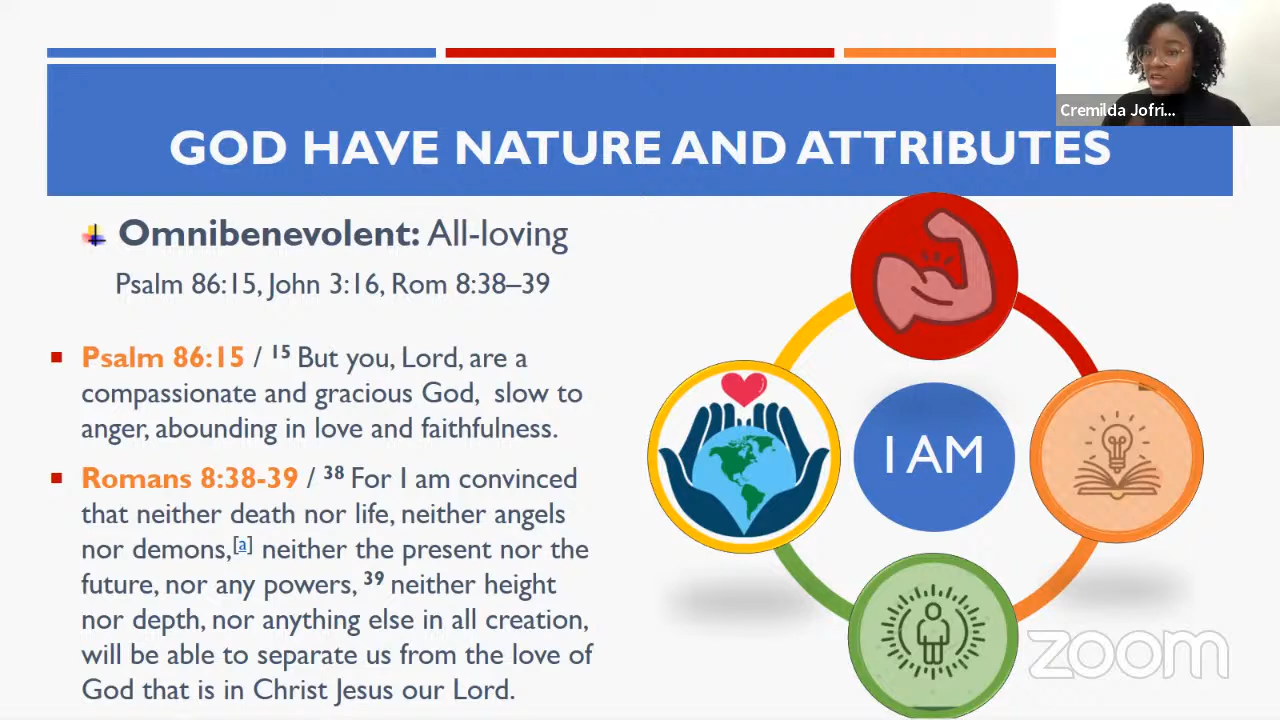 Cremilda Jofri...
GOD HAVE NATURE AND ATTRIBUTES
Omnibenevolent: All-loving
Psalm 86:15, John 3:16, Rom 8:38–39
Psalm 86:15 / 15 But you, Lord, are a
compassionate and gracious God, slow to
anger, abounding in love and faithfulness.
Romans 8:38-39 / 38 For I am convinced
that neither death nor life, neither angels
nor demons,[a] neither the present nor the
future, nor any powers, 39 neither height
nor depth, nor anything else in all creation,
will be able to separate us from the love of
God that is in Christ Jesus our Lord.
I AM
zoom